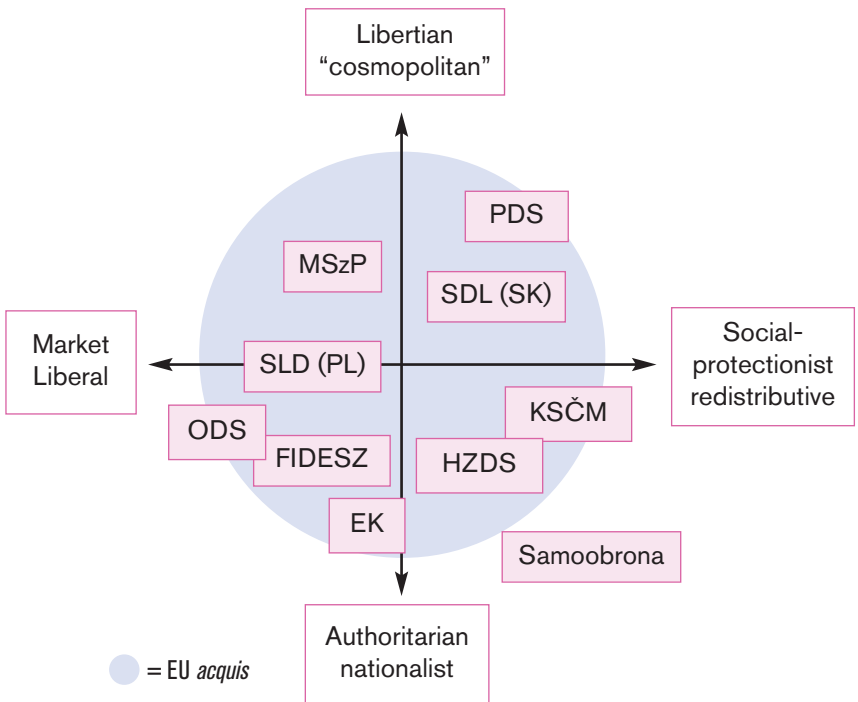 Libertian
“cosmopolitan”
PDS
MSzP
SDL (SK)
Market
Liberal
SLD (PL)
Social-
protectionist
redistributive
KSČM
ODS
FIDESZ
HZDS
EK
Samoobrona
Authoritarian
nationalist
= EU acquis